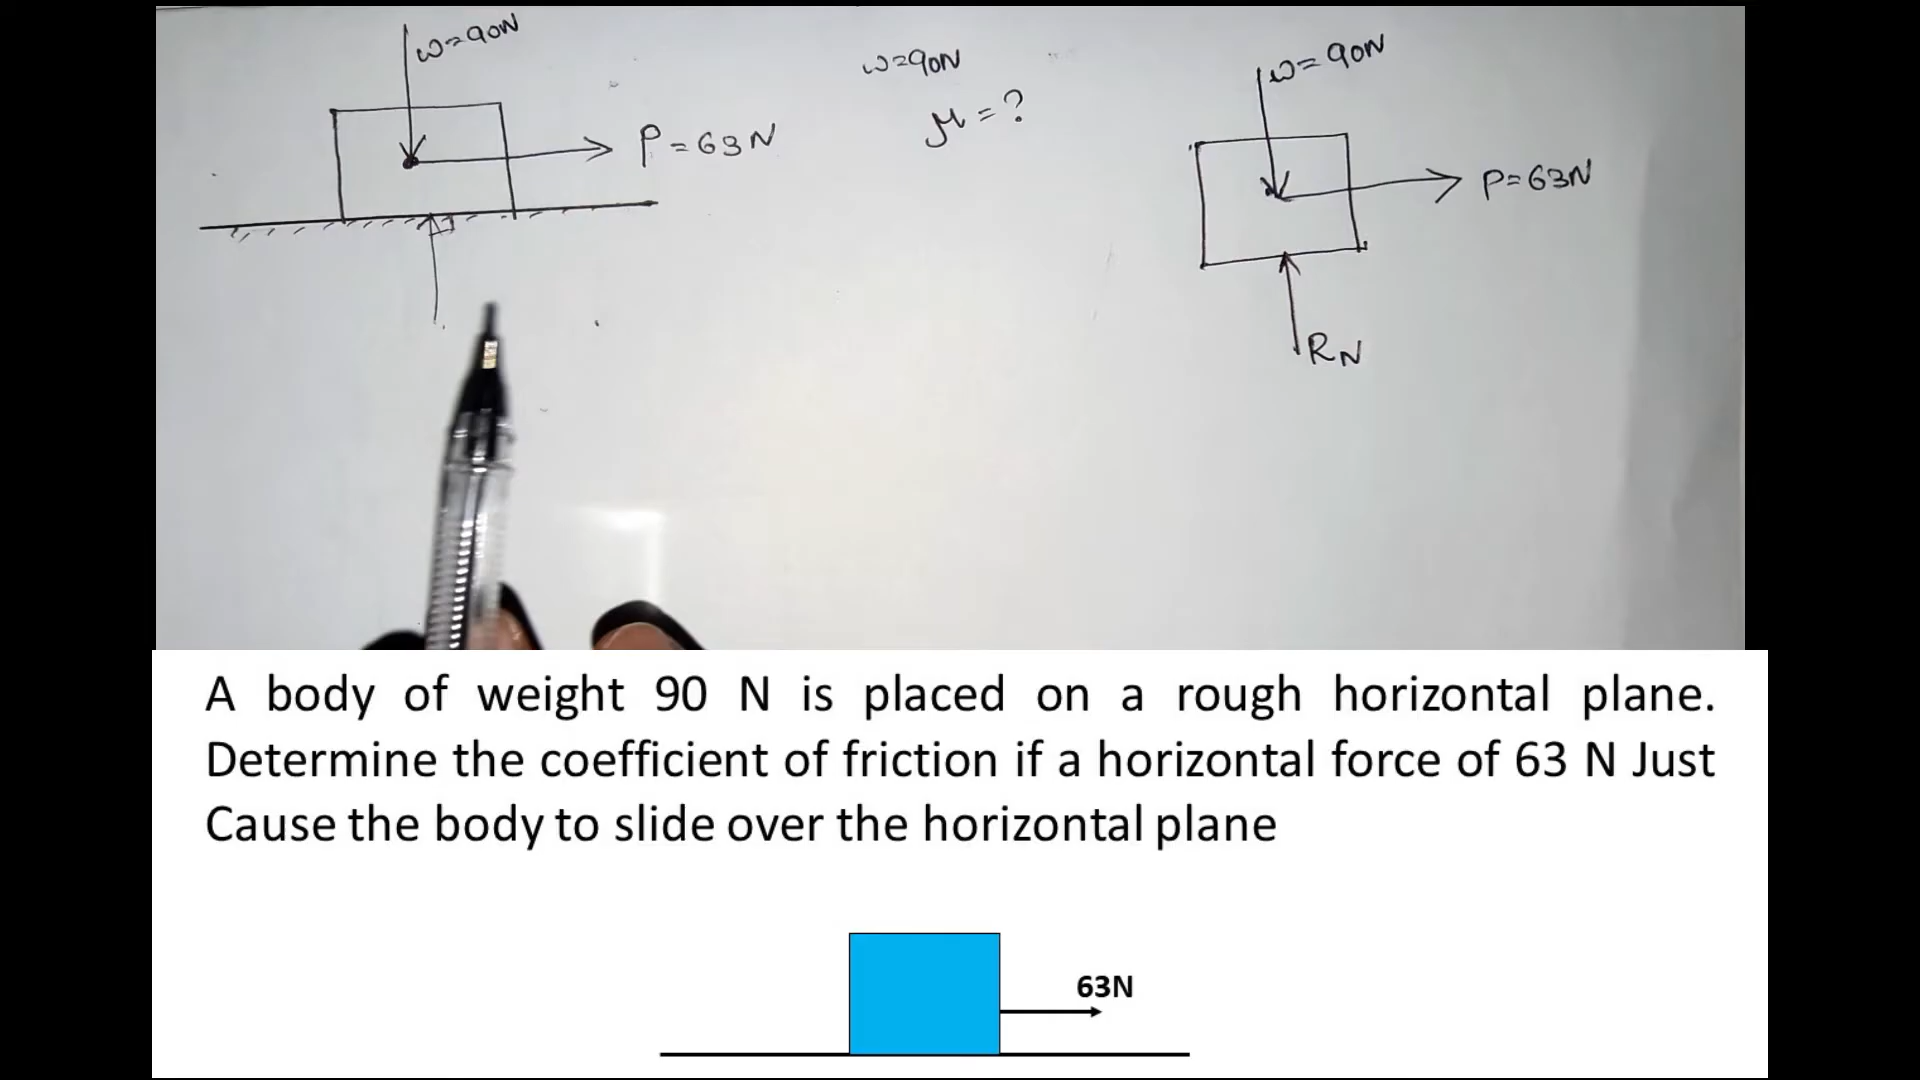 w=90N
P=63N
w=90N
μ=?
w=90N
P=63N
RN
A body of weight 90 N is placed on a rough horizontal plane.
Determine the coefficient of friction if a horizontal force of 63 N Just
Cause the body to slide over the horizontal plane
63N